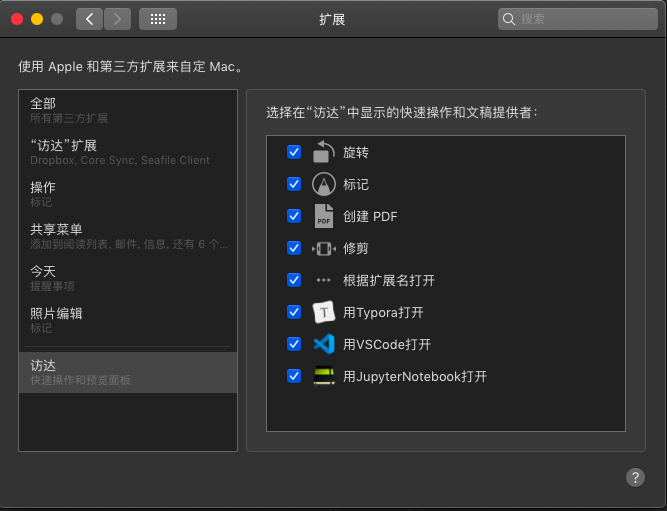 扩展
搜索
使用 Apple 和第三方扩展来自定 Mac。
全部
所有第三方扩展
“访达”扩展
Dropbox, Core Sync, Seafile Client
操作
标记
共享菜单
添加到阅读列表, 邮件, 信息, 还有 6 个...
今天
提醒事项
照片编辑
标记
访达
快速操作和预览面板
选择在“访达”中显示的快速操作和文稿提供者：
旋转
标记
PDF
创建 PDF
修剪
根据扩展名打开
T
用Typora打开
用VSCode打开
用JupyterNotebook打开
?